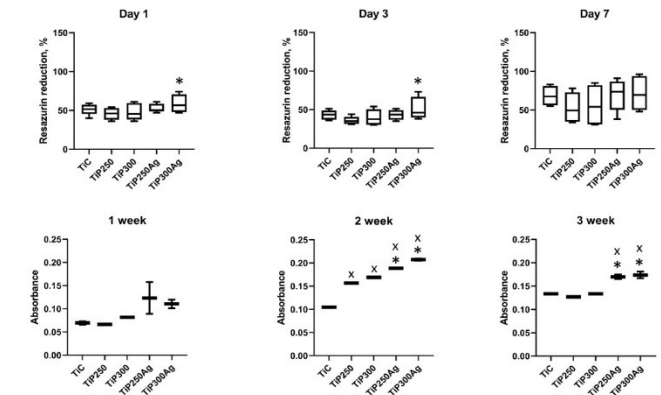 Day 1
Resazurin reduction, %
150
100
50
0
TiC
TiP250
TiP300
TiP250Ag
TiP300Ag
*
Day 3
Resazurin reduction, %
150
100
50
0
TiC
TiP250
TiP300
TiP250Ag
TiP300Ag
*
Day 7
Resazurin reduction, %
150
100
50
0
TiC
TiP250
TiP300
TiP250Ag
TiP300Ag
1 week
Absorbance
0.25
0.20
0.15
0.10
0.05
0.00
TiC
TiP250
TiP300
TiP250Ag
TiP300Ag
2 week
Absorbance
0.25
0.20
0.15
0.10
0.05
0.00
x
x
x
*
x
*
TiC
TiP250
TiP300
TiP250Ag
TiP300Ag
3 week
Absorbance
0.25
0.20
0.15
0.10
0.05
0.00
x
*
x
*
TiC
TiP250
TiP300
TiP250Ag
TiP300Ag